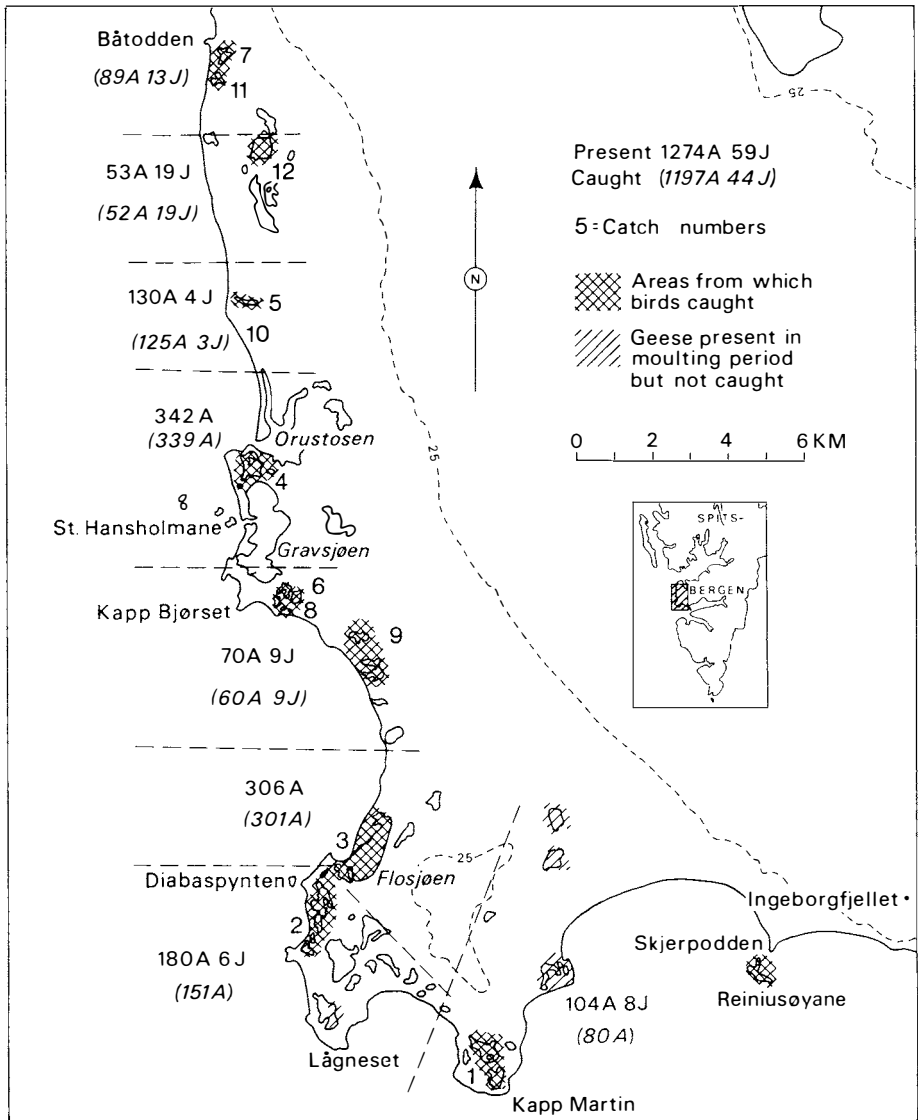 Båtodden
(89A 13J)
7
11
53A 19J
(52A 19J)
12
130A 4J
(125A 3J)
5
10
342A
(339A)
Orustosen
4
St. Hansholmane
Gravsjøen
Kapp Bjørset
6
8
9
70A 9J
(60A 9J)
306A
(301A)
3
Diabaspynten
Flosjøen
2
180A 6J
(151A)
Lågneset
1
Kapp Martin
104A 8J
(80A)
Ingeborgfjellet
Skjerpodden
Reiniusøyane
25
25
25
Present 1274A 59J
Caught (1197A 44J)
5=Catch numbers
Areas from which
birds caught
Geese present in
moulting period
but not caught
N
0 2 4 6 KM
SPITS-
BERGEN